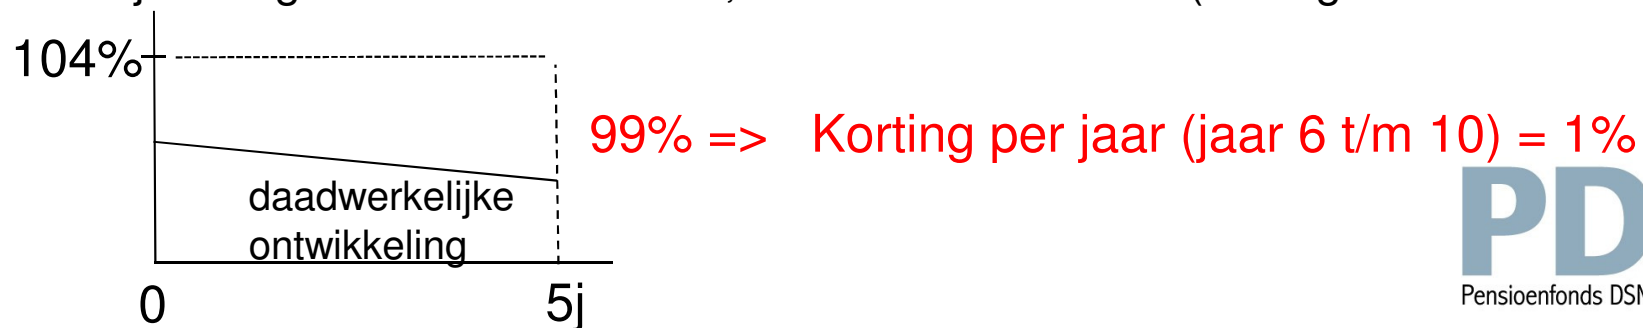 104%
99% => Korting per jaar (jaar 6 t/m 10) = 1%
daadwerkelijke
ontwikkeling
0 5j
PD
Pensioenfonds DSM